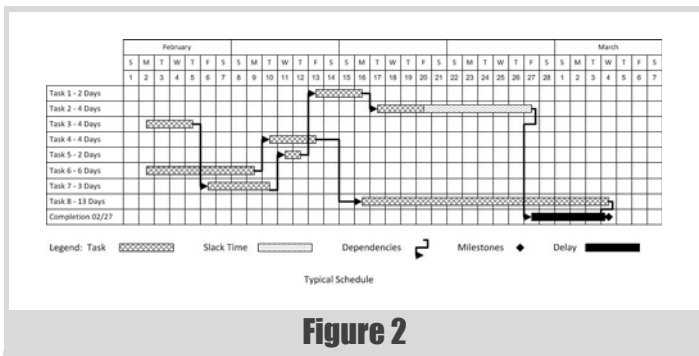 February March
S M T W T F S S M T W T F S S M T W T F S S M T W T F S S M T W T F S
1 2 3 4 5 6 7 8 9 10 11 12 13 14 15 16 17 18 19 20 21 22 23 24 25 26 27 28 1 2 3 4 5 6 7
Task 1 - 2 Days
Task 2 - 4 Days
Task 3 - 4 Days
Task 4 - 4 Days
Task 5 - 2 Days
Task 6 - 6 Days
Task 7 - 3 Days
Task 8 - 13 Days
Completion 02/27
Legend: Task Slack Time Dependencies Milestones Delay
Typical Schedule
Figure 2